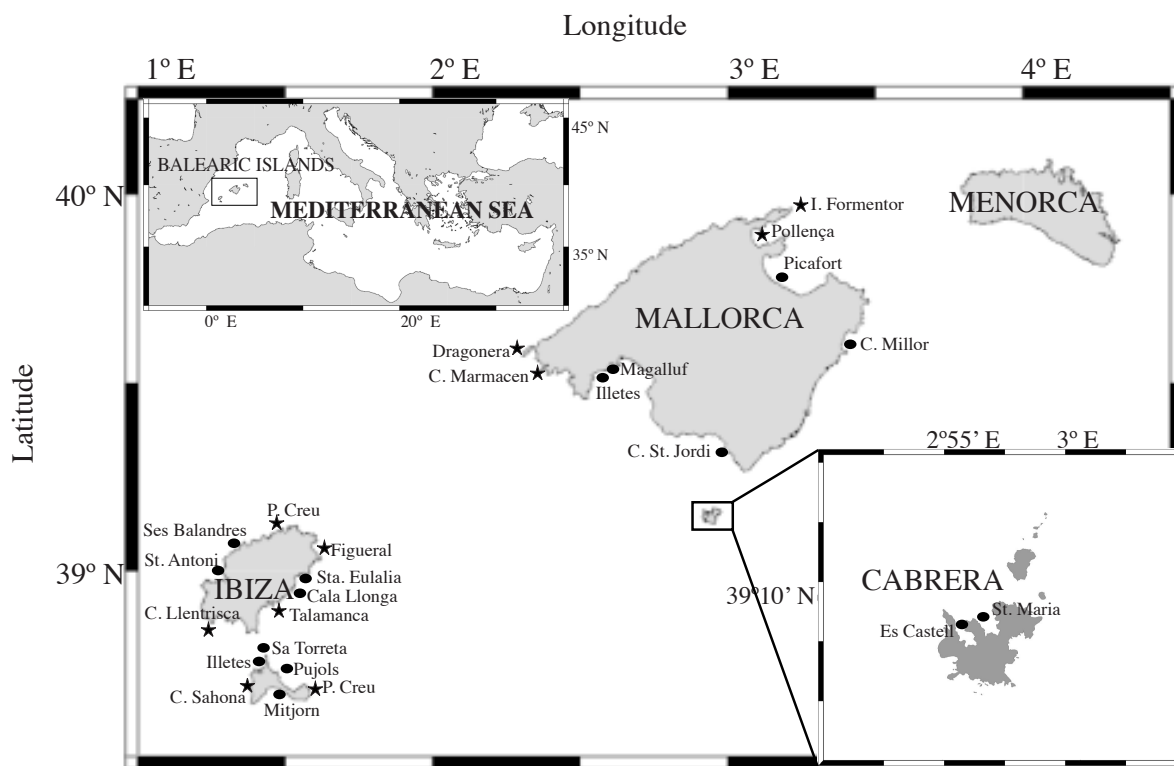 Longitude
1º E
2º E
3º E
4º E
45º N
BALEARIC ISLANDS
40º N
MEDITERRANEAN SEA
35º N
0º E
20º E
MENORCA
I. Formentor
Pollença
Picafort
MALLORCA
C. Millor
Dragonera
C. Marmacen
Magalluf
Illetes
C. St. Jordi
Latitude
2º55’ E
3º E
P. Creu
Ses Balandres
Figueral
St. Antoni
39º N
IBIZA
Sta. Eulalia
Cala Llonga
C. Llentrisca
Talamanca
Sa Torreta
Illetes
Pujols
C. Sahona
P. Creu
Mitjorn
CABRERA
39º10’ N
St. Maria
Es Castell